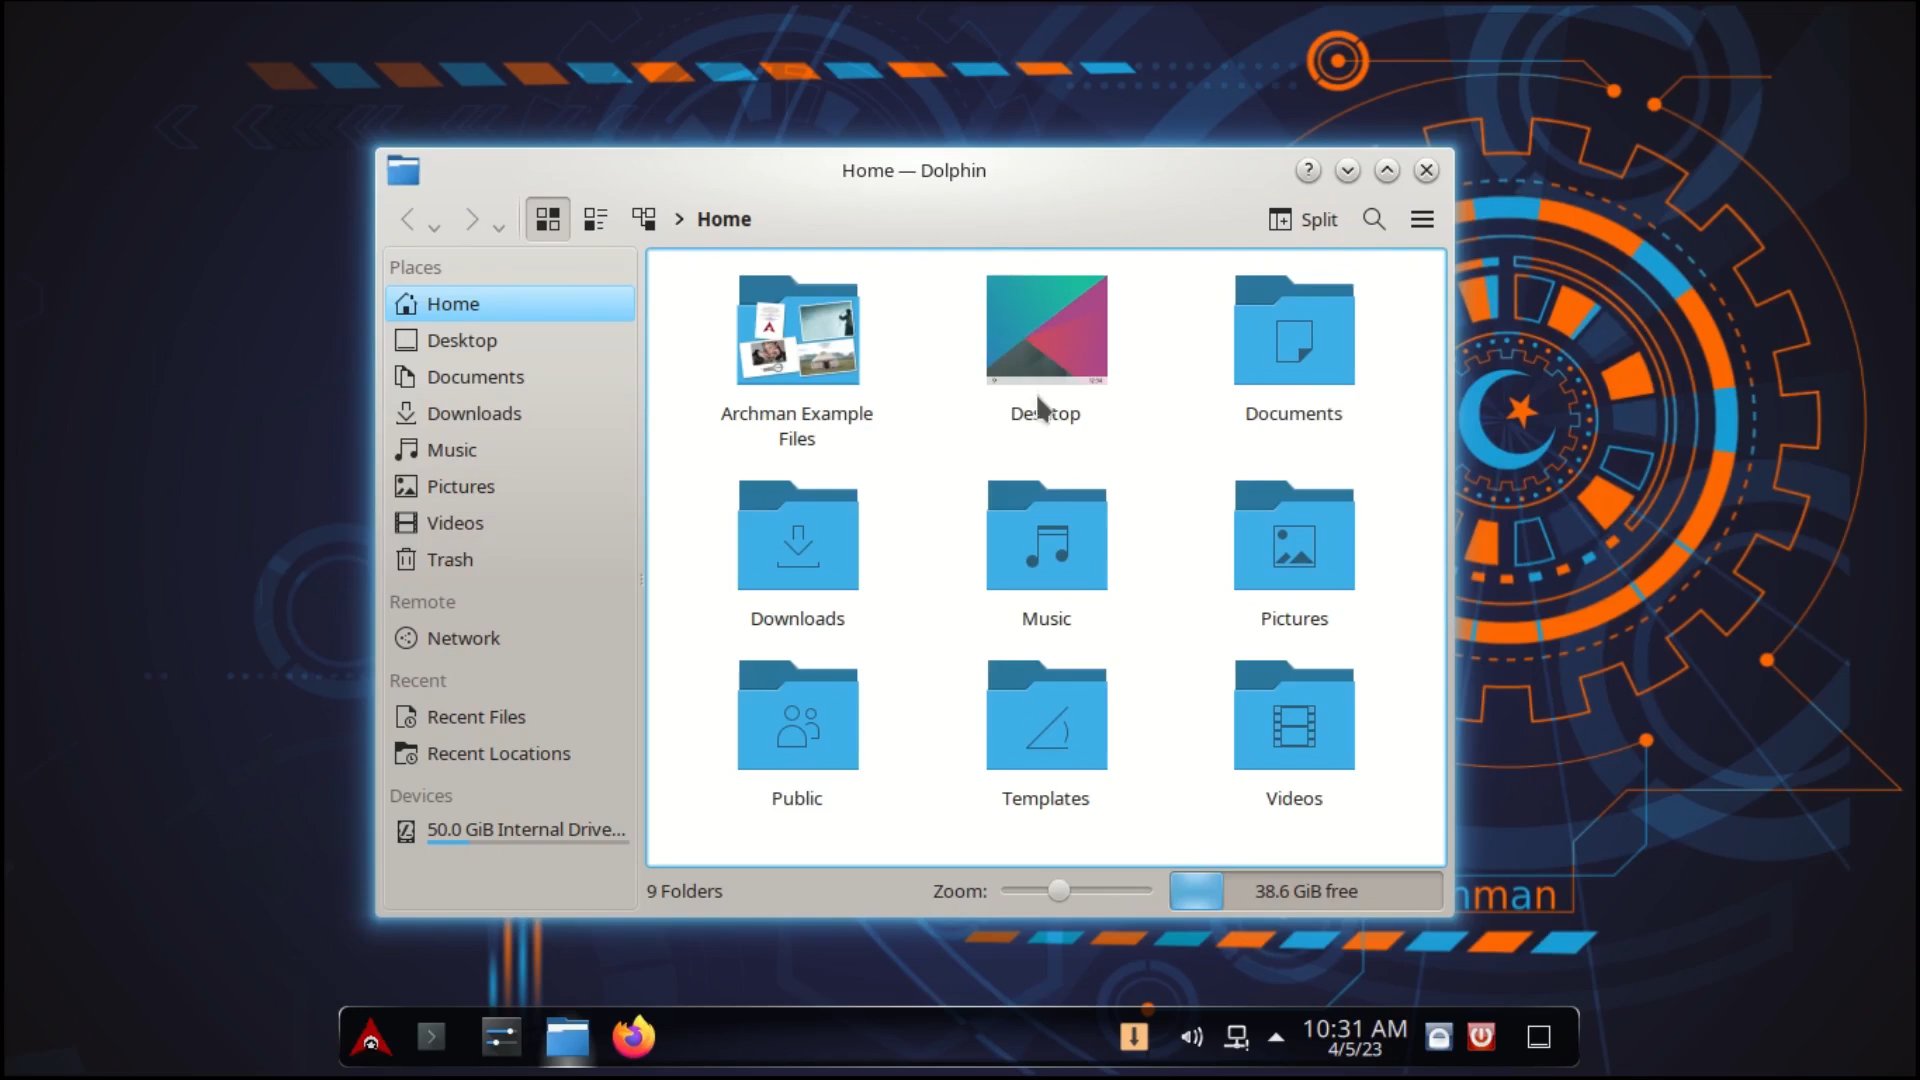 Home — Dolphin
Home
Split
Places
Home
Desktop
Documents
Downloads
Music
Pictures
Videos
Trash
Remote
Network
Recent
Recent Files
Recent Locations
Devices
50.0 GiB Internal Drive...
Archman Example
Files
Desktop
Documents
Downloads
Music
Pictures
Public
Templates
Videos
9 Folders
Zoom:
38.6 GiB free
hman
10:31 AM
4/5/23